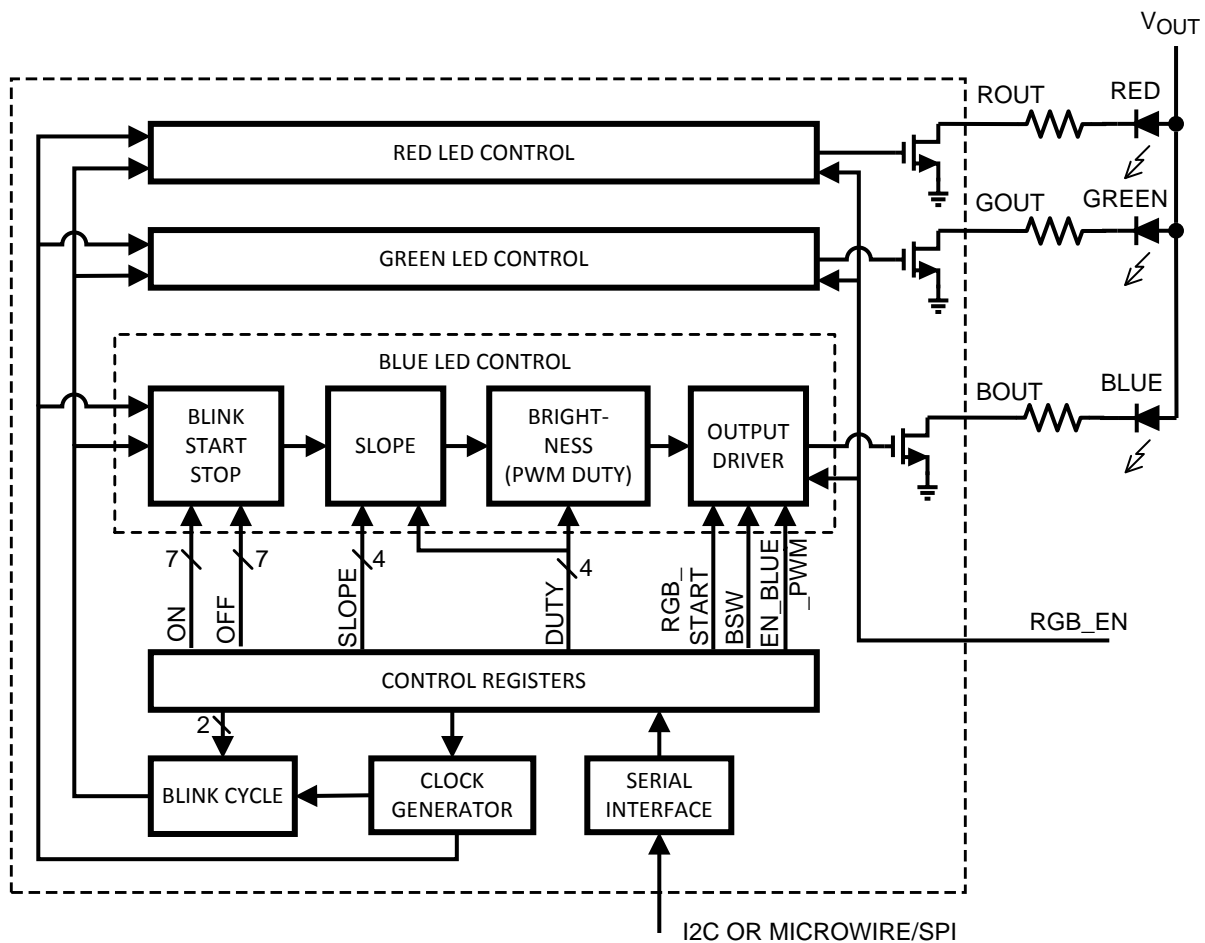 VOUT
ROUT
RED
RED LED CONTROL
GOUT
GREEN
GREEN LED CONTROL
BLUE LED CONTROL
BOUT
BLUE
BLINK
START
STOP
SLOPE
BRIGHT-
NESS
(PWM DUTY)
OUTPUT
DRIVER
7
7
4
4
ON
OFF
SLOPE
DUTY
RGB_
START
BSW
EN_BLUE
_PWM
RGB_EN
CONTROL REGISTERS
2
BLINK CYCLE
CLOCK
GENERATOR
SERIAL
INTERFACE
I2C OR MICROWIRE/SPI